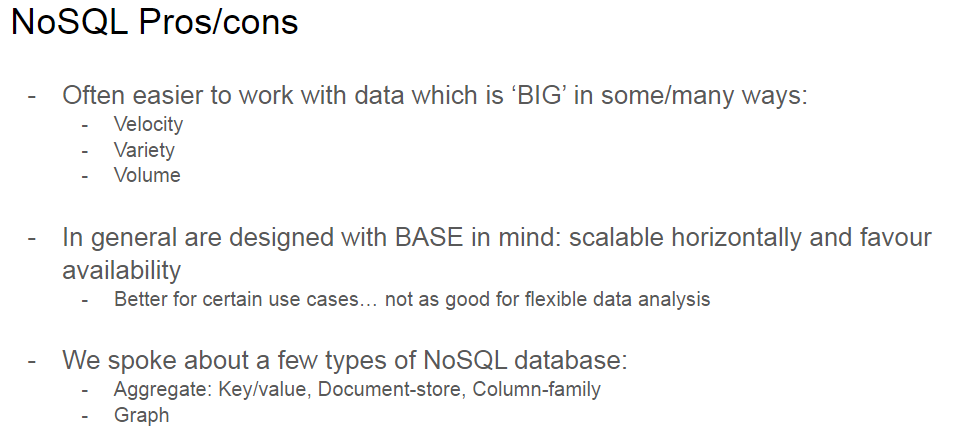 NoSQL Pros/cons
- Often easier to work with data which is ‘BIG’ in some/many ways:
- Velocity
- Variety
- Volume
- In general are designed with BASE in mind: scalable horizontally and favour
availability
- Better for certain use cases… not as good for flexible data analysis
- We spoke about a few types of NoSQL database:
- Aggregate: Key/value, Document-store, Column-family
- Graph